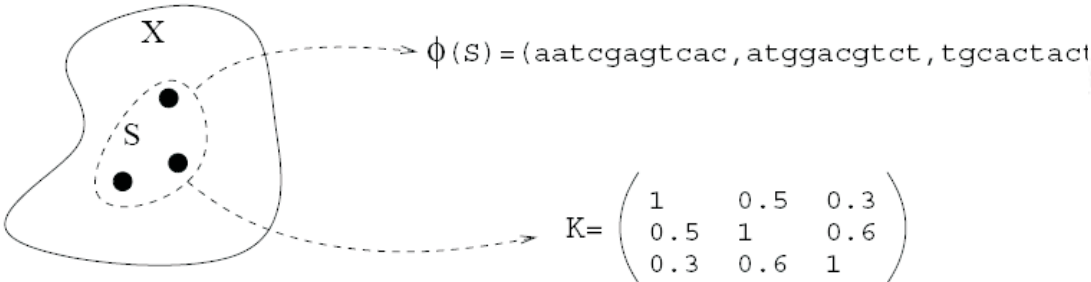 X
ϕ(S)=(aatcgagtcac,atggacgtct,tgcactact
S
K=
1 0.5 0.3
0.5 1 0.6
0.3 0.6 1